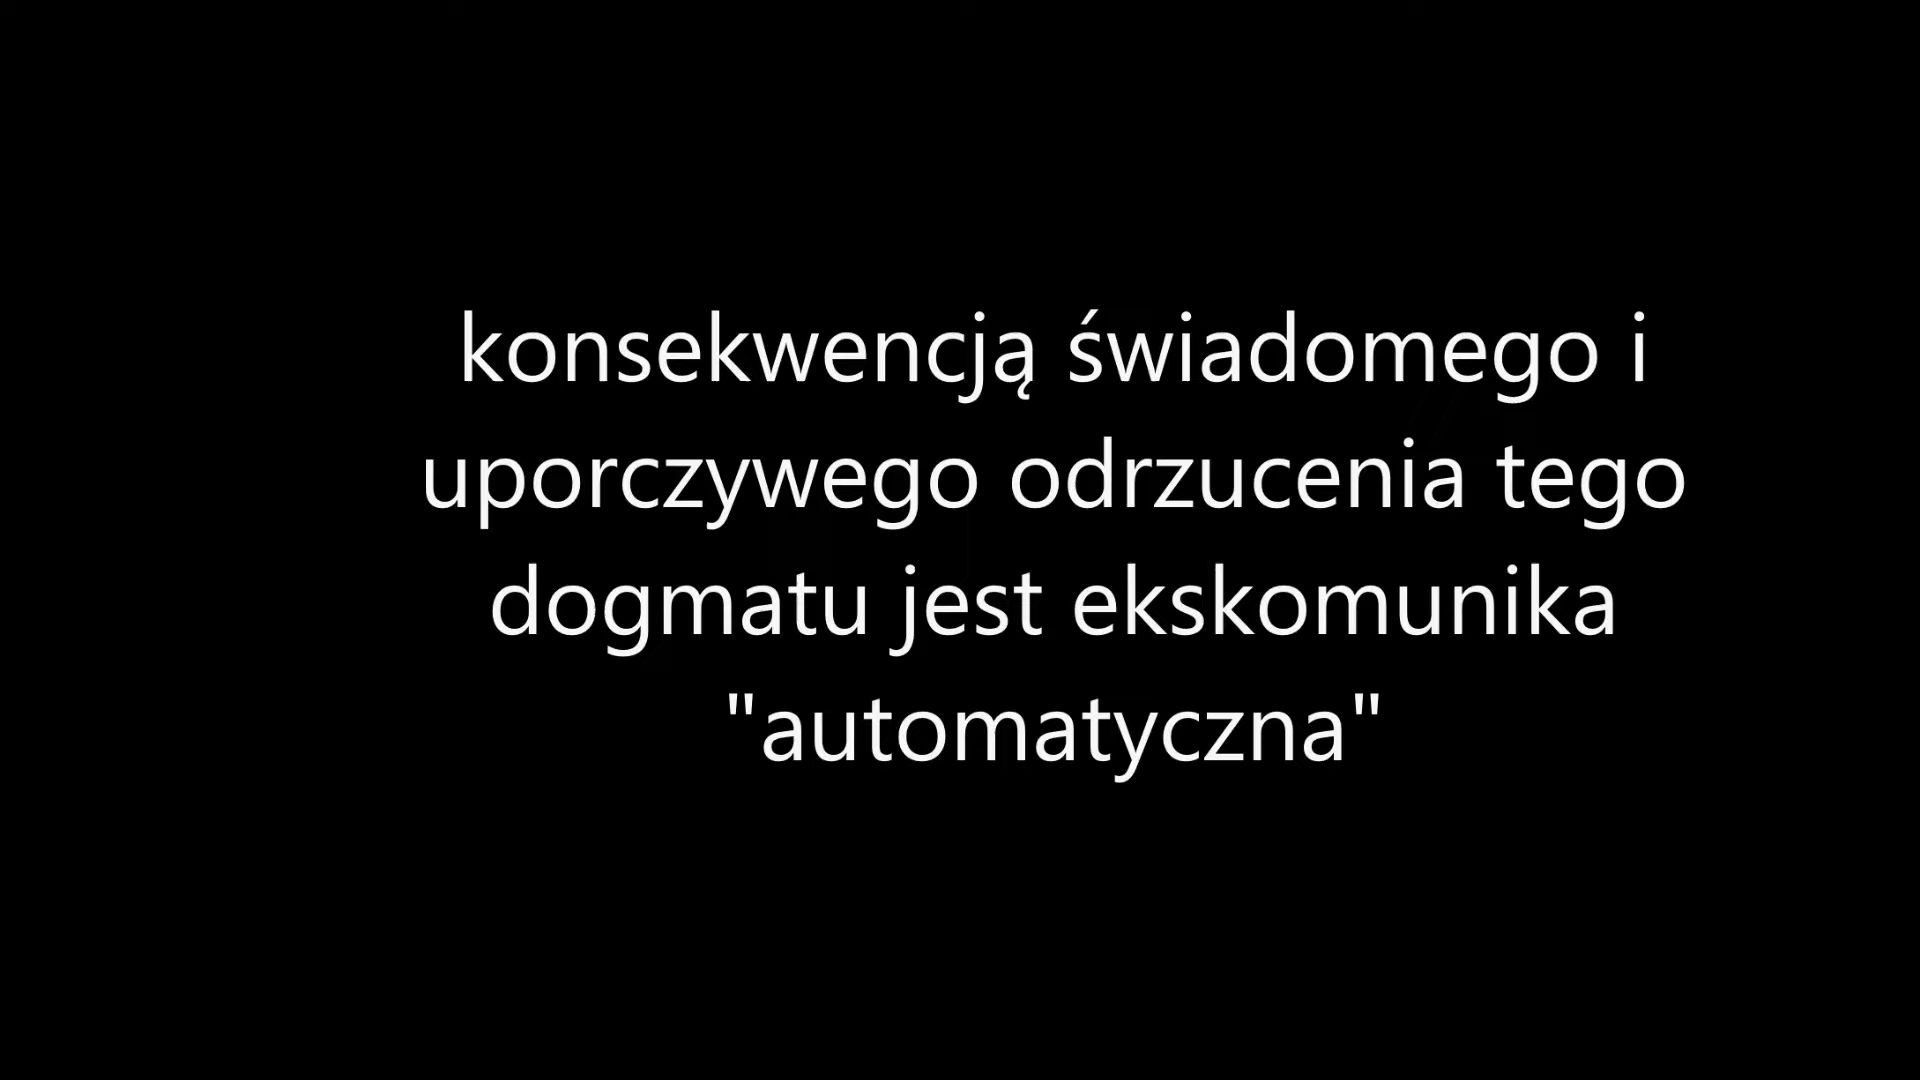 konsekwencją świadomego i
uporczywego odrzucenia tego
dogmatu jest ekskomunika
"automatyczna"